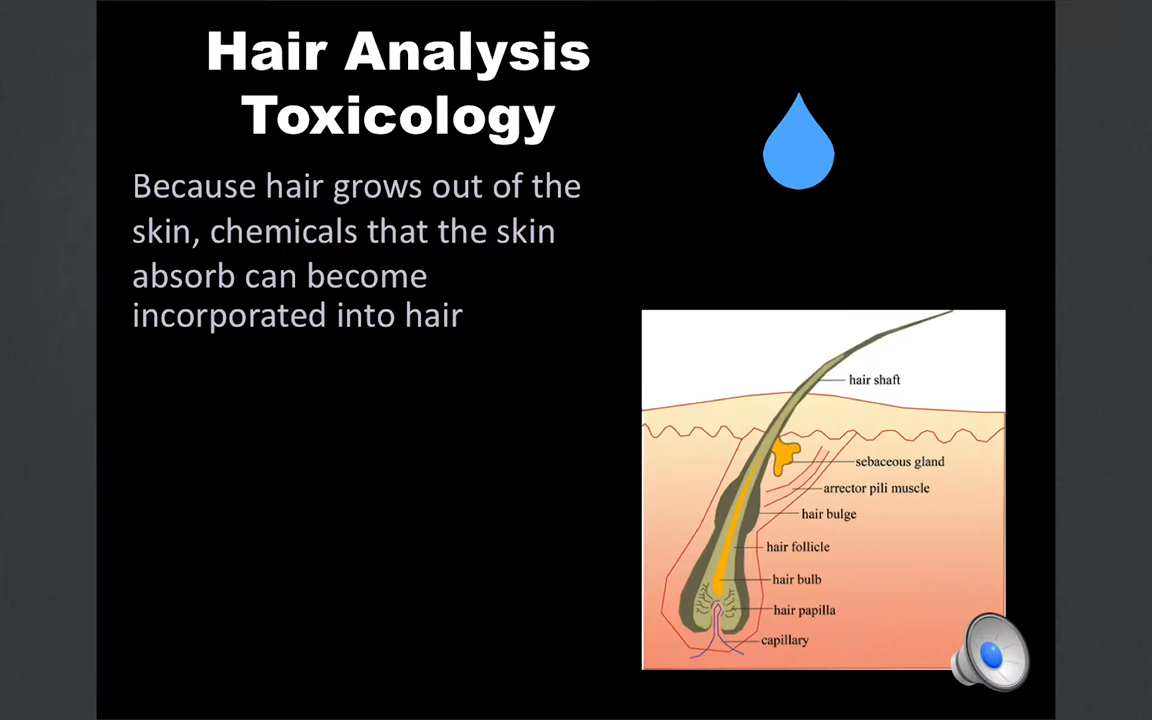 Hair Analysis
Toxicology
Because hair grows out of the
skin, chemicals that the skin
absorb can become
incorporated into hair
hair shaft
sebaceous gland
arrector pili muscle
hair bulge
hair follicle
hair bulb
hair papilla
capillary